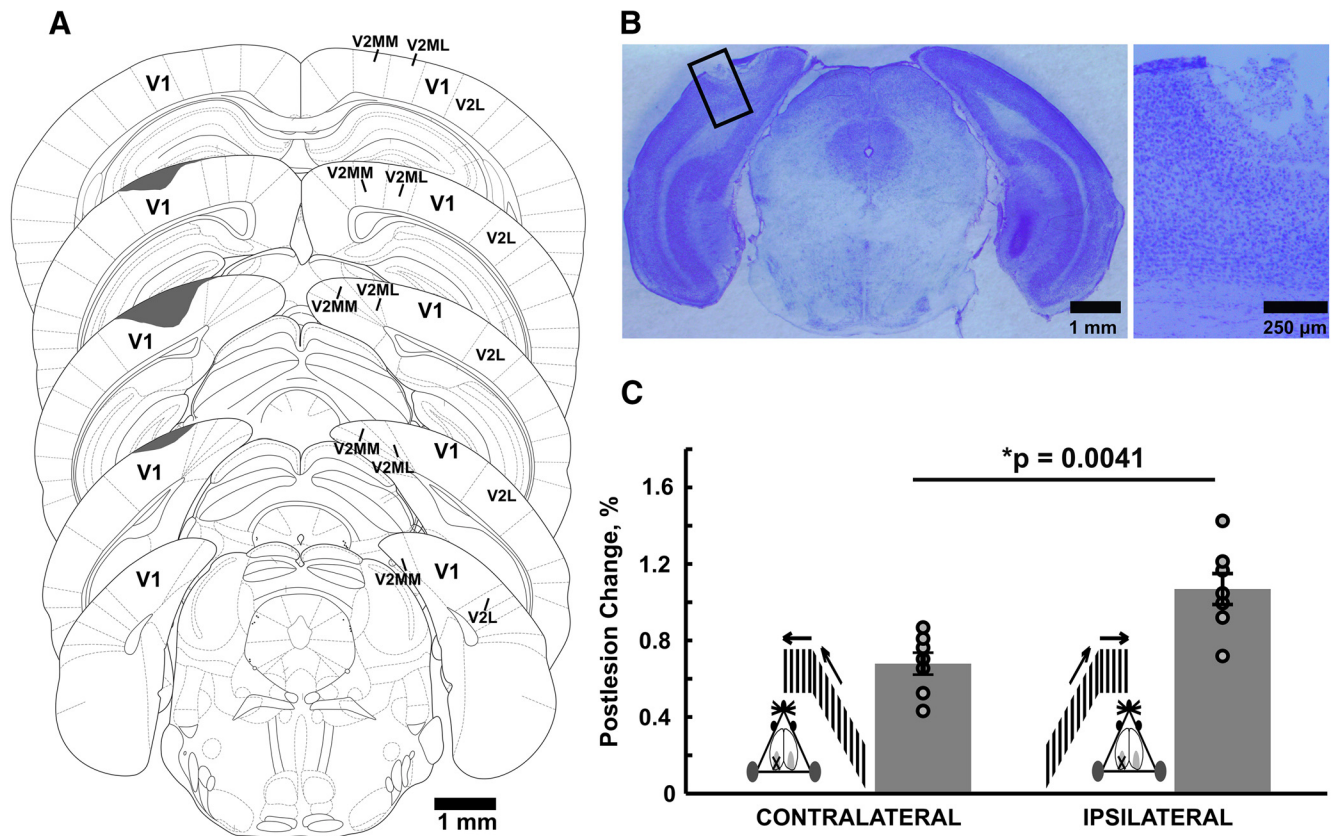 A
V2MM V2ML
V1 V1
V2L
V2MM V2ML
V1 V1
V2L
V2MM V2ML
V1 V1
V2L
V2MM
V2ML
V1 V1
V2L
V2MM
V1 V1
V2L
1 mm
B
1 mm
250 µm
C
*p = 0.0041
Postlesion Change, %
1.6
1.2
0.8
0.4
0
X X
CONTRALATERAL IPSILATERAL